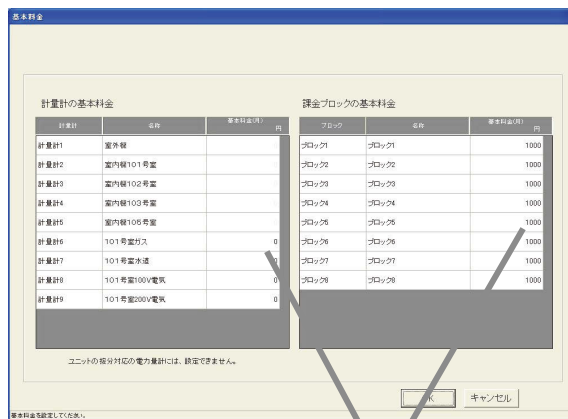 基本料金
計量計の基本料金
計量計 名称 基本料金(月) 円
計量計1 室外機
計量計2 室内機101号室
計量計3 室内機102号室
計量計4 室内機103号室
計量計5 室内機105号室
計量計6 101号室ガス 0
計量計7 101号室水道 0
計量計8 101号室100V電気 0
計量計9 101号室200V電気 0
ユニットの按分対応の電力量計には、設定できません。
課金ブロックの基本料金
ブロック 名称 基本料金(月) 円
ブロック1 ブロック1 1000
ブロック2 ブロック2 1000
ブロック3 ブロック3 1000
ブロック4 ブロック4 1000
ブロック5 ブロック5 1000
ブロック6 ブロック6 1000
ブロック7 ブロック7 1000
ブロック8 ブロック8 1000
キャンセル
基本料金を設定してください。